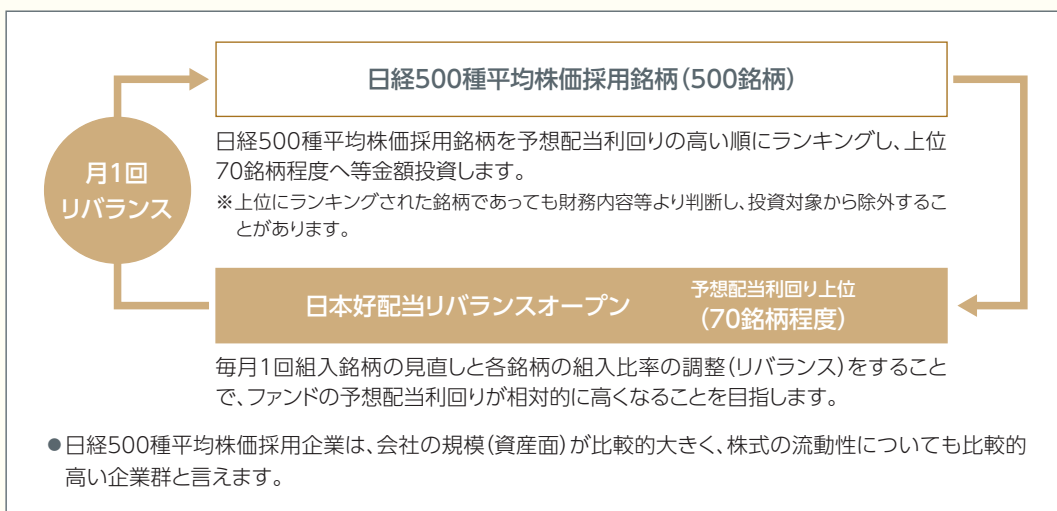 日経500種平均株価採用銘柄(500銘柄)
日経500種平均株価採用銘柄を予想配当利回りの高い順にランキングし、上位
70銘柄程度へ等金額投資します。
※上位にランキングされた銘柄であっても財務内容等より判断し、投資対象から除外するこ
とがあります。
月1回
リバランス
日本好配当リバランスオープン
予想配当利回り上位
(70銘柄程度)
毎月1回組入銘柄の見直しと各銘柄の組入比率の調整(リバランス)をすること
で、ファンドの予想配当利回りが相対的に高くなることを目指します。
●日経500種平均株価採用企業は、会社の規模(資産面)が比較的大きく、株式の流動性についても比較的
高い企業群と言えます。